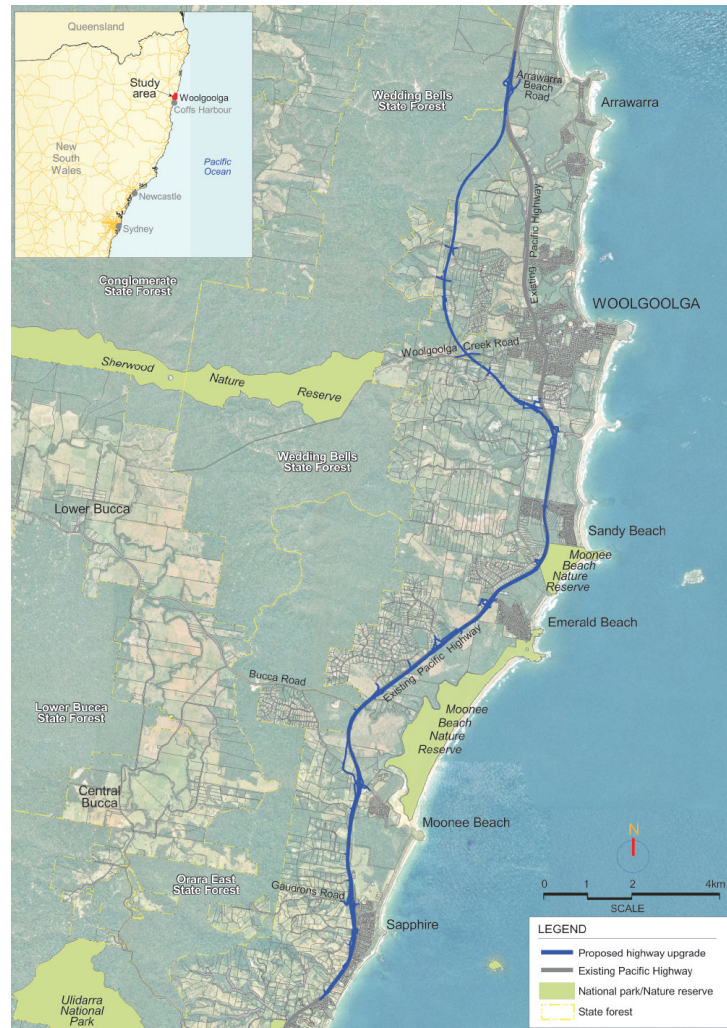 Queensland
Study
area
Woolgoolga
Coffs Harbour
New
South
Wales
Pacific
Ocean
Newcastle
Sydney
Wedding Bells
State Forest
Arrawarra
Beach
Road
Arrawarra
Existing Pacific Highway
Conglomerate
State Forest
WOOLGOOLGA
Woolgoolga Creek Road
Sherwood Nature Reserve
Wedding Bells
State Forest
Lower Bucca
Sandy Beach
Moonee
Beach
Nature
Reserve
Emerald Beach
Existing Pacific Highway
Bucca Road
Lower Bucca
State Forest
Moonee
Beach
Nature
Reserve
Central
Bucca
Moonee Beach
Orara East
State Forest
Gaudrons Road
Sapphire
Ulidarra
National
Park
N
0 1 2 4km
SCALE
LEGEND
Proposed highway upgrade
Existing Pacific Highway
National park/Nature reserve
State forest